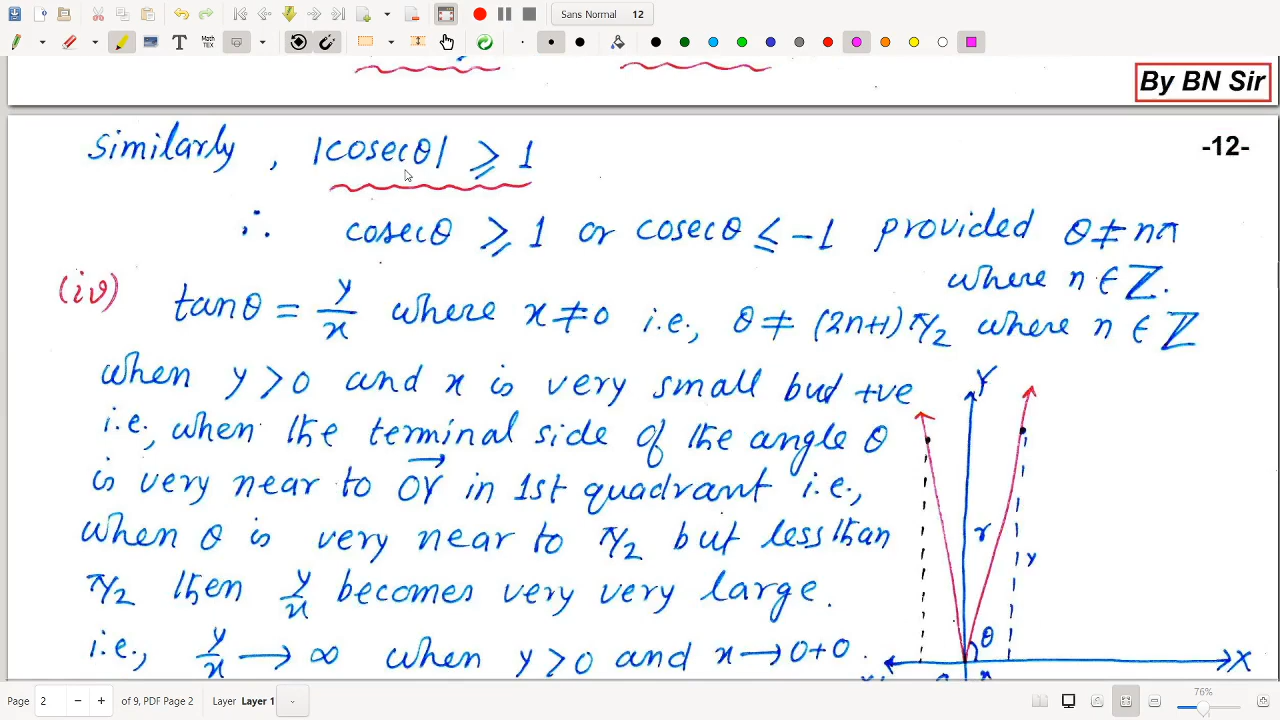 Sans Normal 12
By BN Sir
-12-
Similarly, |cosecθ| ⩾ 1
∴ cosecθ ⩾ 1 or cosecθ ≤ -1 provided θ ≠ nπ
where n ∈ ℤ.
(iv) tanθ = y/x where x ≠ 0 i.e., θ ≠ (2n+1)π/2 where n ∈ ℤ
when y > 0 and x is very small bud +ve
i.e., when the terminal side of the angle θ
is very near to OY in 1st quadrant i.e.,
when θ is very near to π/2 but less than
π/2 then y/x becomes very very large.
i.e., y/x → ∞ when y > 0 and x → 0+0.
Y
r
y
θ
X
x
Page 2 of 9, PDF Page 2 Layer Layer 1
76%